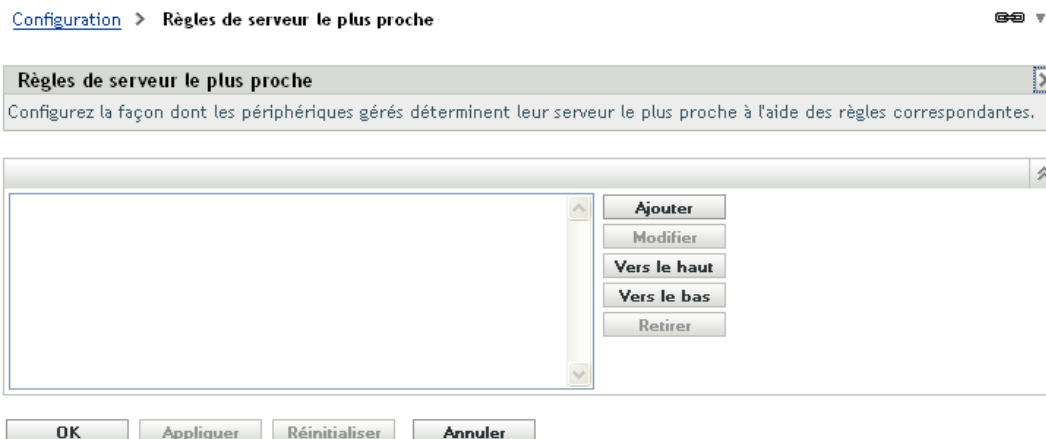 Configuration > Règles de serveur le plus proche
Règles de serveur le plus proche
Configurez la façon dont les périphériques gérés déterminent leur serveur le plus proche à l'aide des règles correspondantes.
Ajouter
Modifier
Vers le haut
Vers le bas
Retirer
OK Appliquer Réinitialiser Annuler